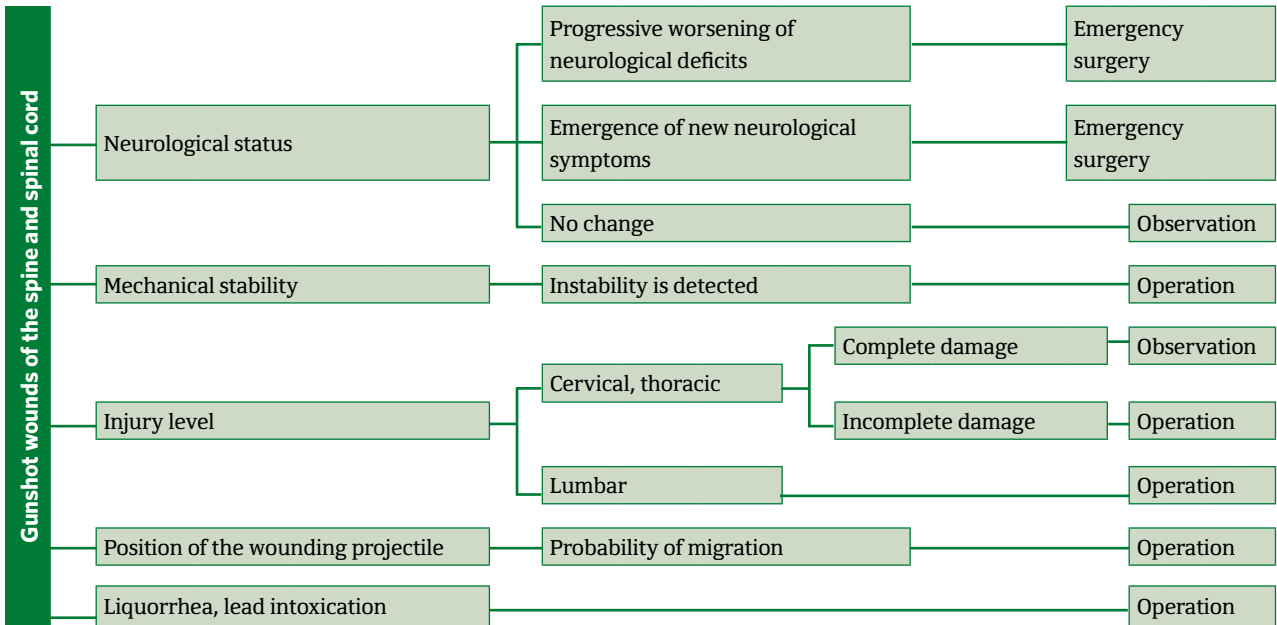 Gunshot wounds of the spine and spinal cord
Neurological status
Progressive worsening of
neurological deficits
Emergency
surgery
Emergence of new neurological
symptoms
Emergency
surgery
No change
Observation
Mechanical stability
Instability is detected
Operation
Injury level
Cervical, thoracic
Complete damage
Observation
Incomplete damage
Operation
Lumbar
Operation
Position of the wounding projectile
Probability of migration
Operation
Liquorrhea, lead intoxication
Operation